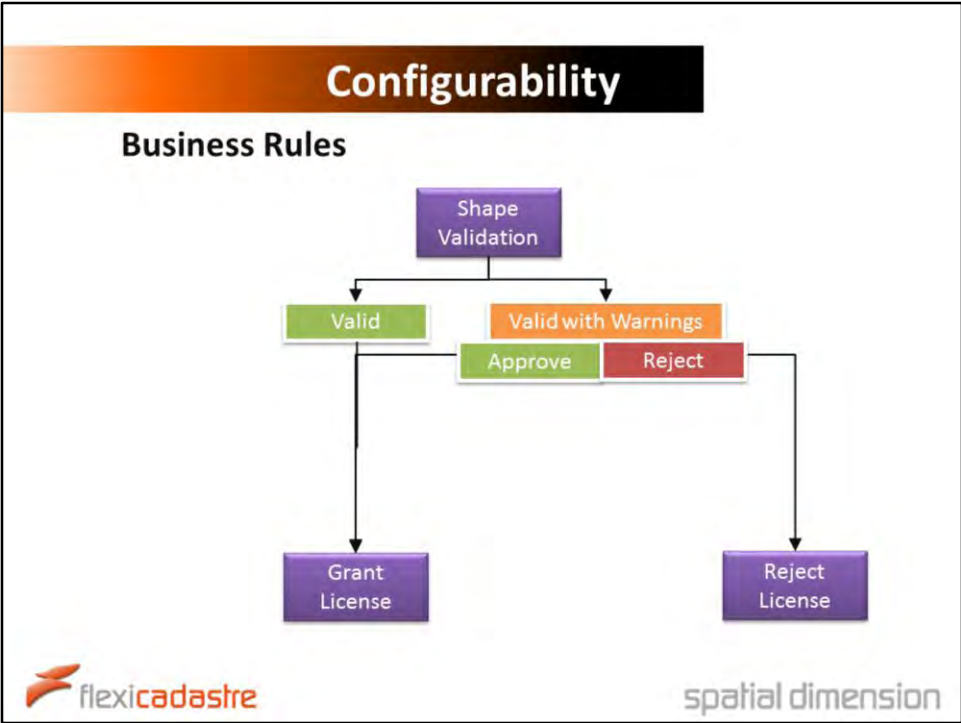 Configurability
Business Rules
Shape
Validation
Valid
Valid with Warnings
Approve
Reject
Grant
License
Reject
License
flexicadastre
spatial dimension